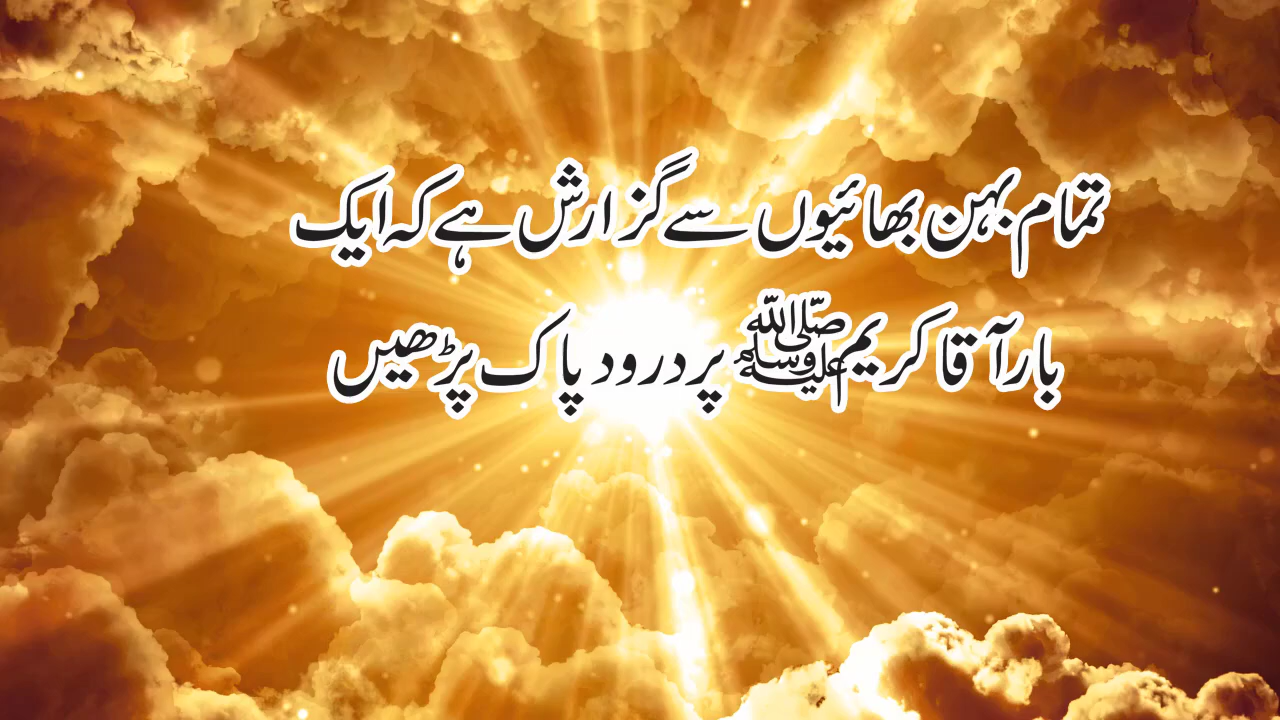 تمام بہن بھائیوں سے گزارش ہے کہ ایک
بار آقا کریم ﷺ پر درود پاک پڑھیں